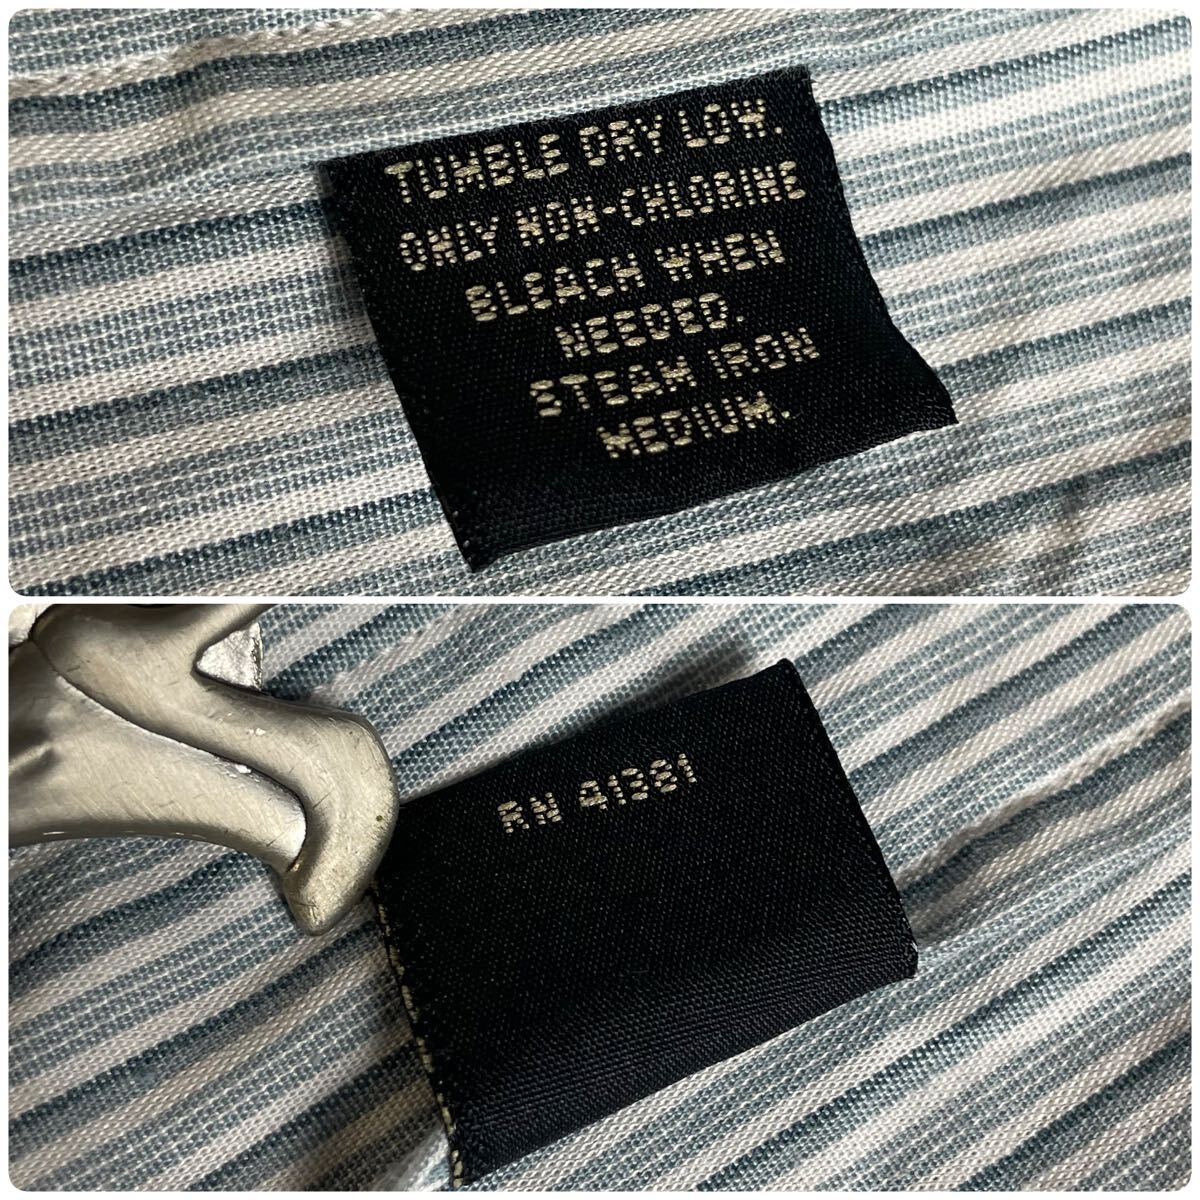 TUMBLE DRY LOW.
ONLY NON-CHLORINE
BLEACH WHEN
NEEDED.
STEAM IRON
MEDIUM.
RN 41381